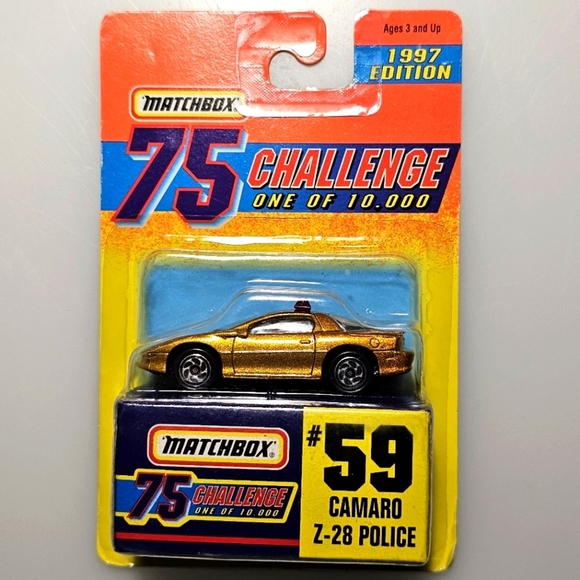 Ages 3 and Up
1997
EDITION
MATCHBOX
75 CHALLENGE
ONE OF 10,000
MATCHBOX®
75 CHALLENGE
ONE OF 10,000
#59
CAMARO
Z-28 POLICE